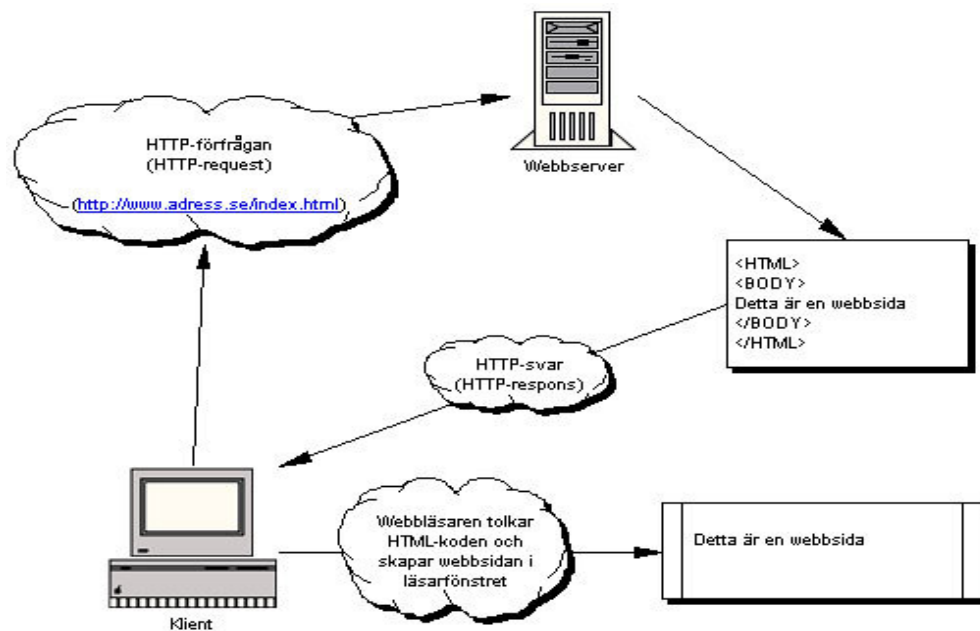 HTTP-förfrågan
(HTTP-request)
(http://www.adress.se/index.html)
Webbserver
<HTML>
<BODY>
Detta är en webbsida
</BODY>
</HTML>
HTTP-svar
(HTTP-respons)
Klient
Webbläsaren tolkar
HTML-koden och
skapar webbsidan i
läsarfönstret
Detta är en webbsida